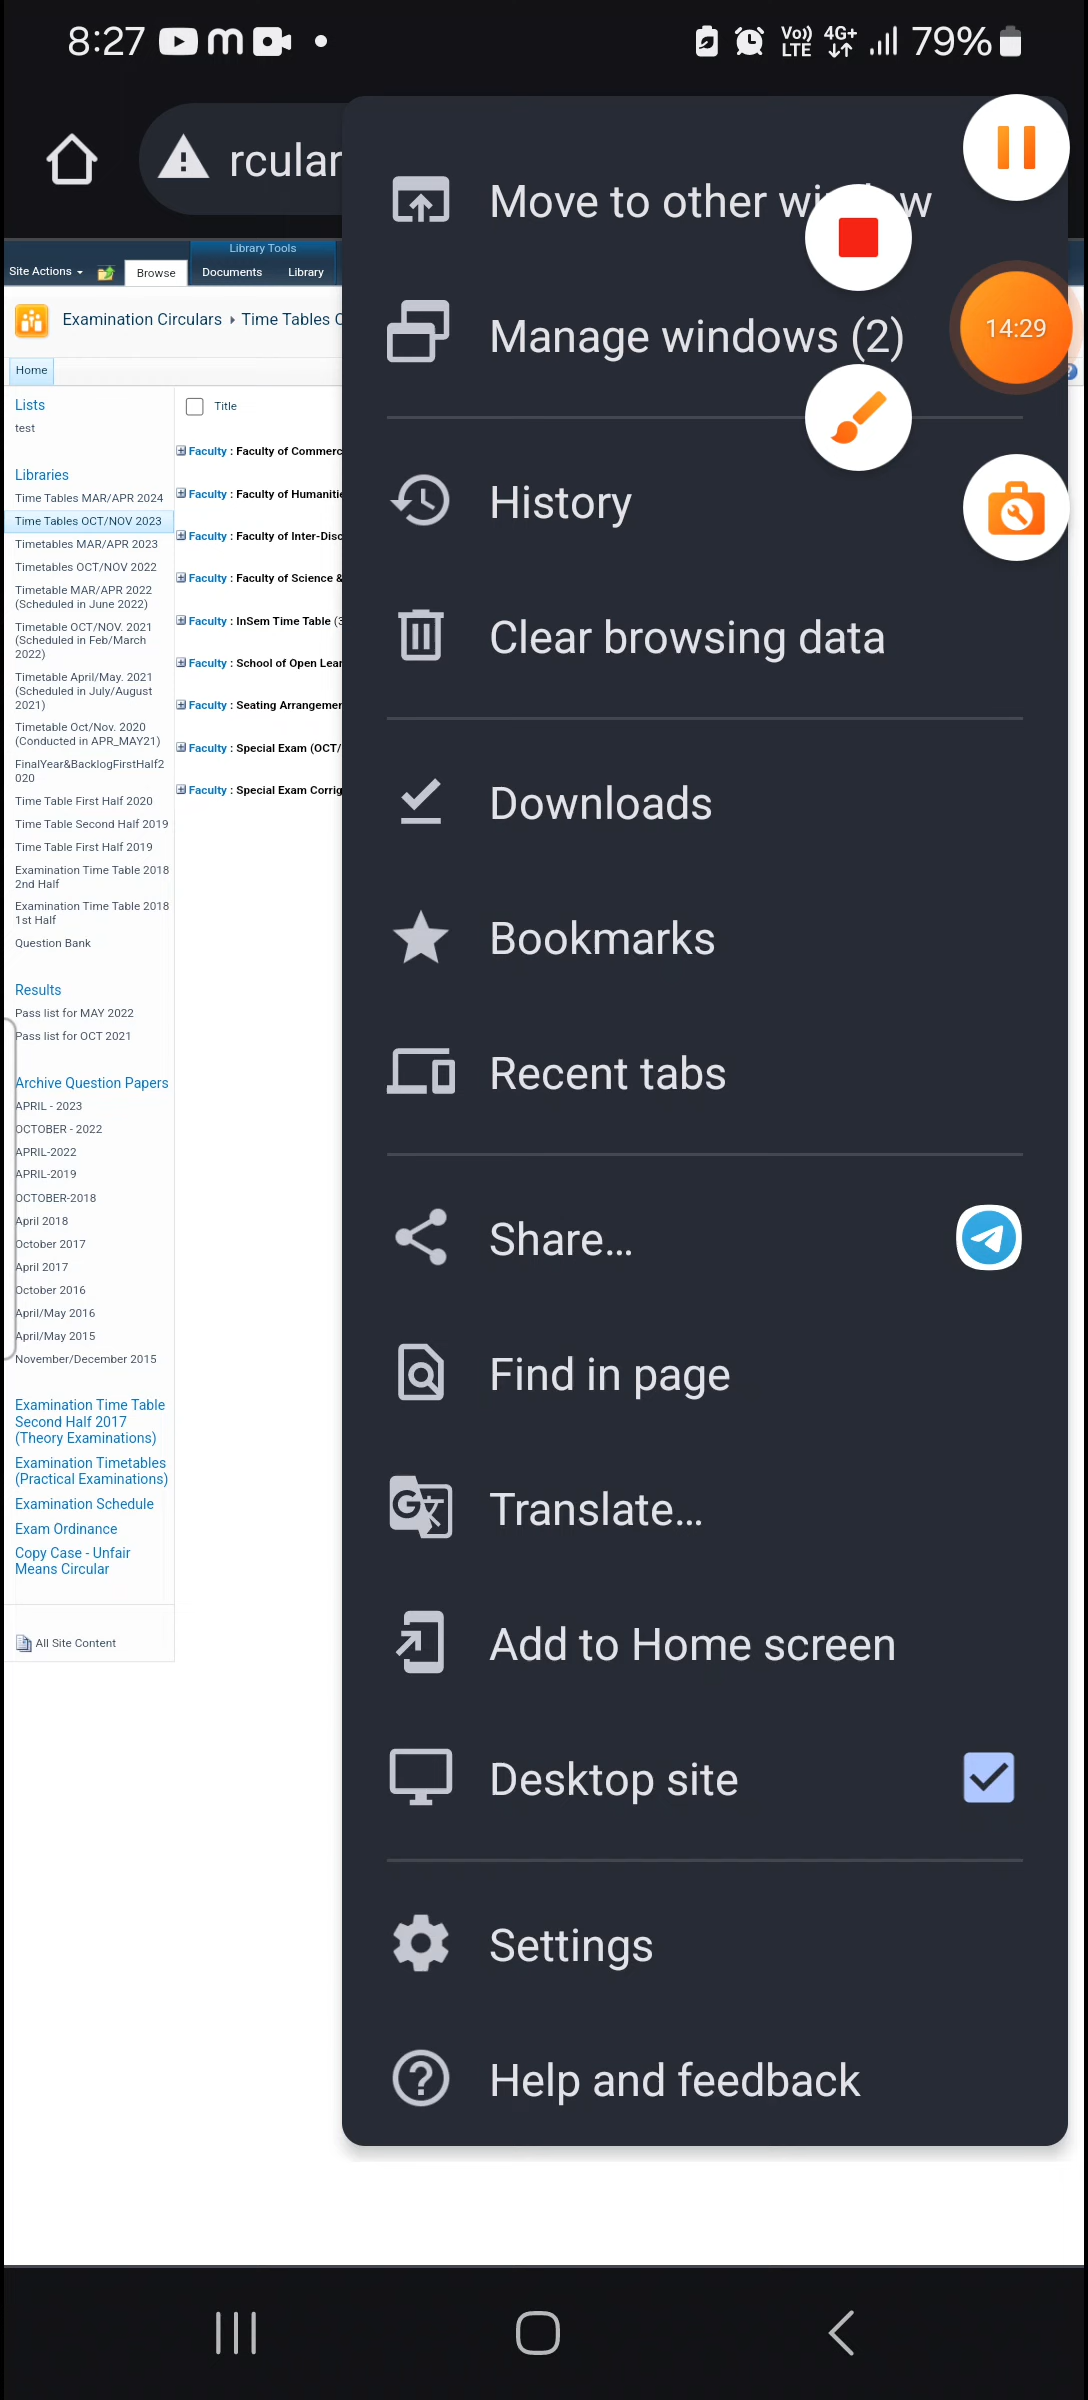 8:27
Vo)) LTE 4G+ 79%
rcular
Move to other
Manage windows (2)
14:29
History
Clear browsing data
Downloads
Bookmarks
Recent tabs
Share...
Find in page
Translate...
Add to Home screen
Desktop site
Settings
Help and feedback
Library Tools
Site Actions Browse Documents Library
Examination Circulars Time Tables
Home
Lists
test
Libraries
Time Tables MAR/APR 2024
Time Tables OCT/NOV 2023
Timetables MAR/APR 2023
Timetables OCT/NOV 2022
Timetable MAR/APR 2022
(Scheduled in June 2022)
Timetable OCT/NOV. 2021
(Scheduled in Feb/March
2022)
Timetable April/May. 2021
(Scheduled in July/August
2021)
Timetable Oct/Nov. 2020
(Conducted in APR_MAY21)
FinalYear&BacklogFirstHalf2
020
Time Table First Half 2020
Time Table Second Half 2019
Time Table First Half 2019
Examination Time Table 2018
2nd Half
Examination Time Table 2018
1st Half
Question Bank
Results
Pass list for MAY 2022
Pass list for OCT 2021
Archive Question Papers
APRIL - 2023
OCTOBER - 2022
APRIL-2022
APRIL-2019
OCTOBER-2018
April 2018
October 2017
April 2017
October 2016
April/May 2016
April/May 2015
November/December 2015
Examination Time Table
Second Half 2017
(Theory Examinations)
Examination Timetables
(Practical Examinations)
Examination Schedule
Exam Ordinance
Copy Case - Unfair
Means Circular
All Site Content
Title
Faculty : Faculty of Commerc
Faculty : Faculty of Humanitie
Faculty : Faculty of Inter-Disc
Faculty : Faculty of Science &
Faculty : InSem Time Table (3
Faculty : School of Open Lear
Faculty : Seating Arrangemen
Faculty : Special Exam (OCT/
Faculty : Special Exam Corrig